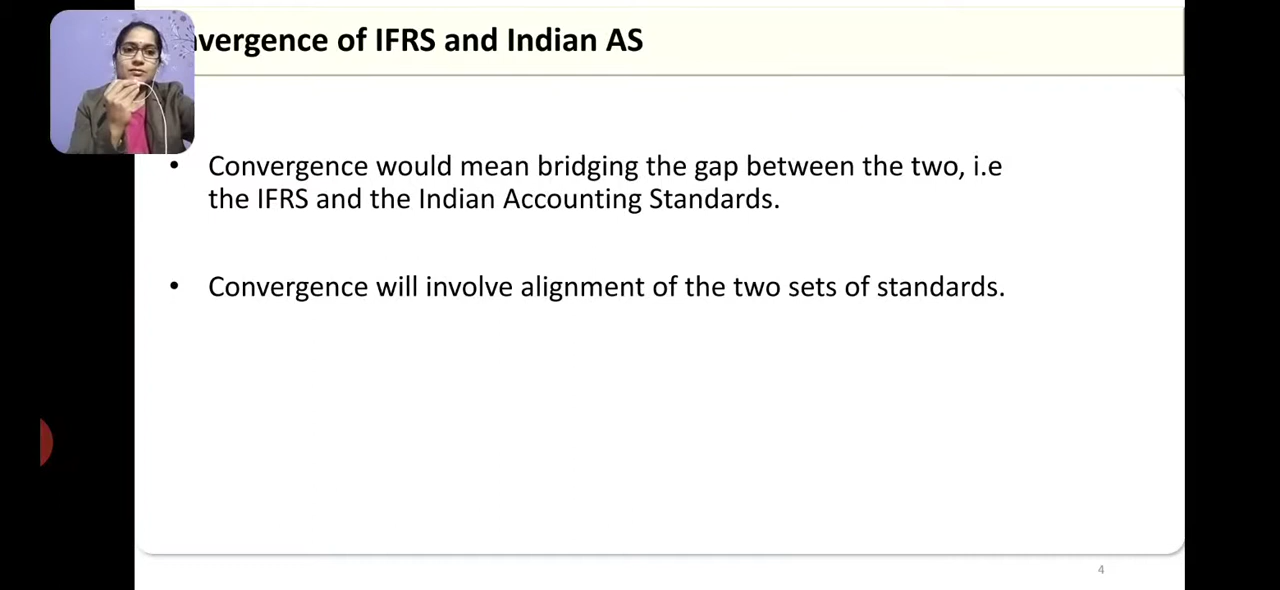 nvergence of IFRS and Indian AS
• Convergence would mean bridging the gap between the two, i.e
the IFRS and the Indian Accounting Standards.
• Convergence will involve alignment of the two sets of standards.
4